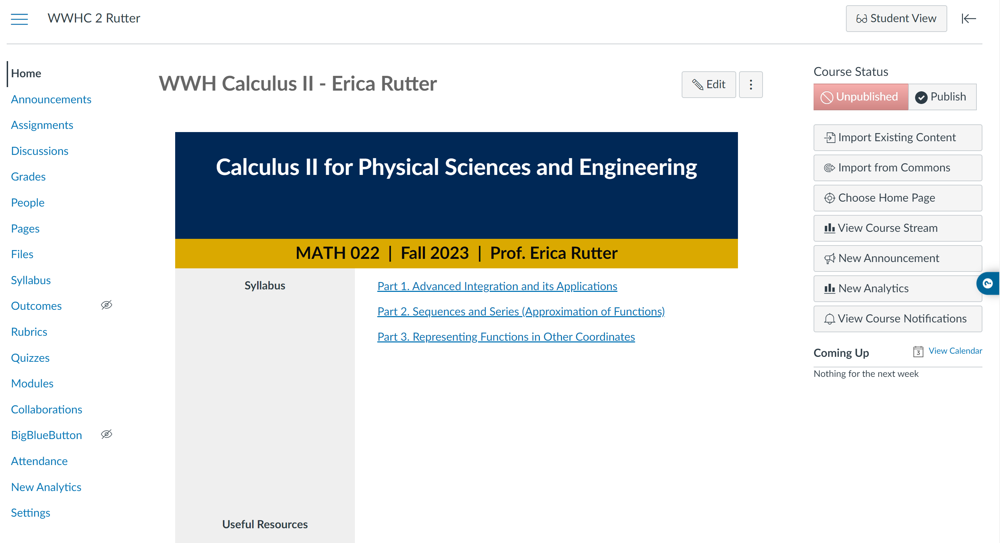 WWHC 2 Rutter
Student View
Home
Announcements
Assignments
Discussions
Grades
People
Pages
Files
Syllabus
Outcomes
Rubrics
Quizzes
Modules
Collaborations
BigBlueButton
Attendance
New Analytics
Settings
WWH Calculus II - Erica Rutter
Edit
Calculus II for Physical Sciences and Engineering
MATH 022 | Fall 2023 | Prof. Erica Rutter
Syllabus
Useful Resources
Part 1. Advanced Integration and its Applications
Part 2. Sequences and Series (Approximation of Functions)
Part 3. Representing Functions in Other Coordinates
Course Status
Unpublished
Publish
Import Existing Content
Import from Commons
Choose Home Page
View Course Stream
New Announcement
New Analytics
View Course Notifications
Coming Up
3 View Calendar
Nothing for the next week